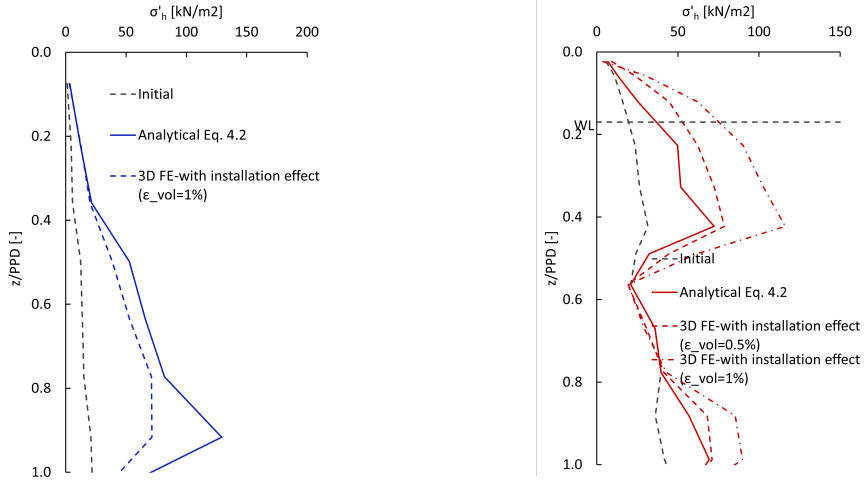 σ'h [kN/m2]
0 50 100 150 200
0.0
0.2
0.4
0.6
0.8
1.0
z/PPD [-]
Initial
Analytical Eq. 4.2
3D FE-with installation effect
(ε_vol=1%)
σ'h [kN/m2]
0 50 100 150
0.0
WL
0.2
0.4
0.6
0.8
1.0
z/PPD [-]
Initial
Analytical Eq. 4.2
3D FE-with installation effect
(ε_vol=0.5%)
3D FE-with installation effect
(ε_vol=1%)